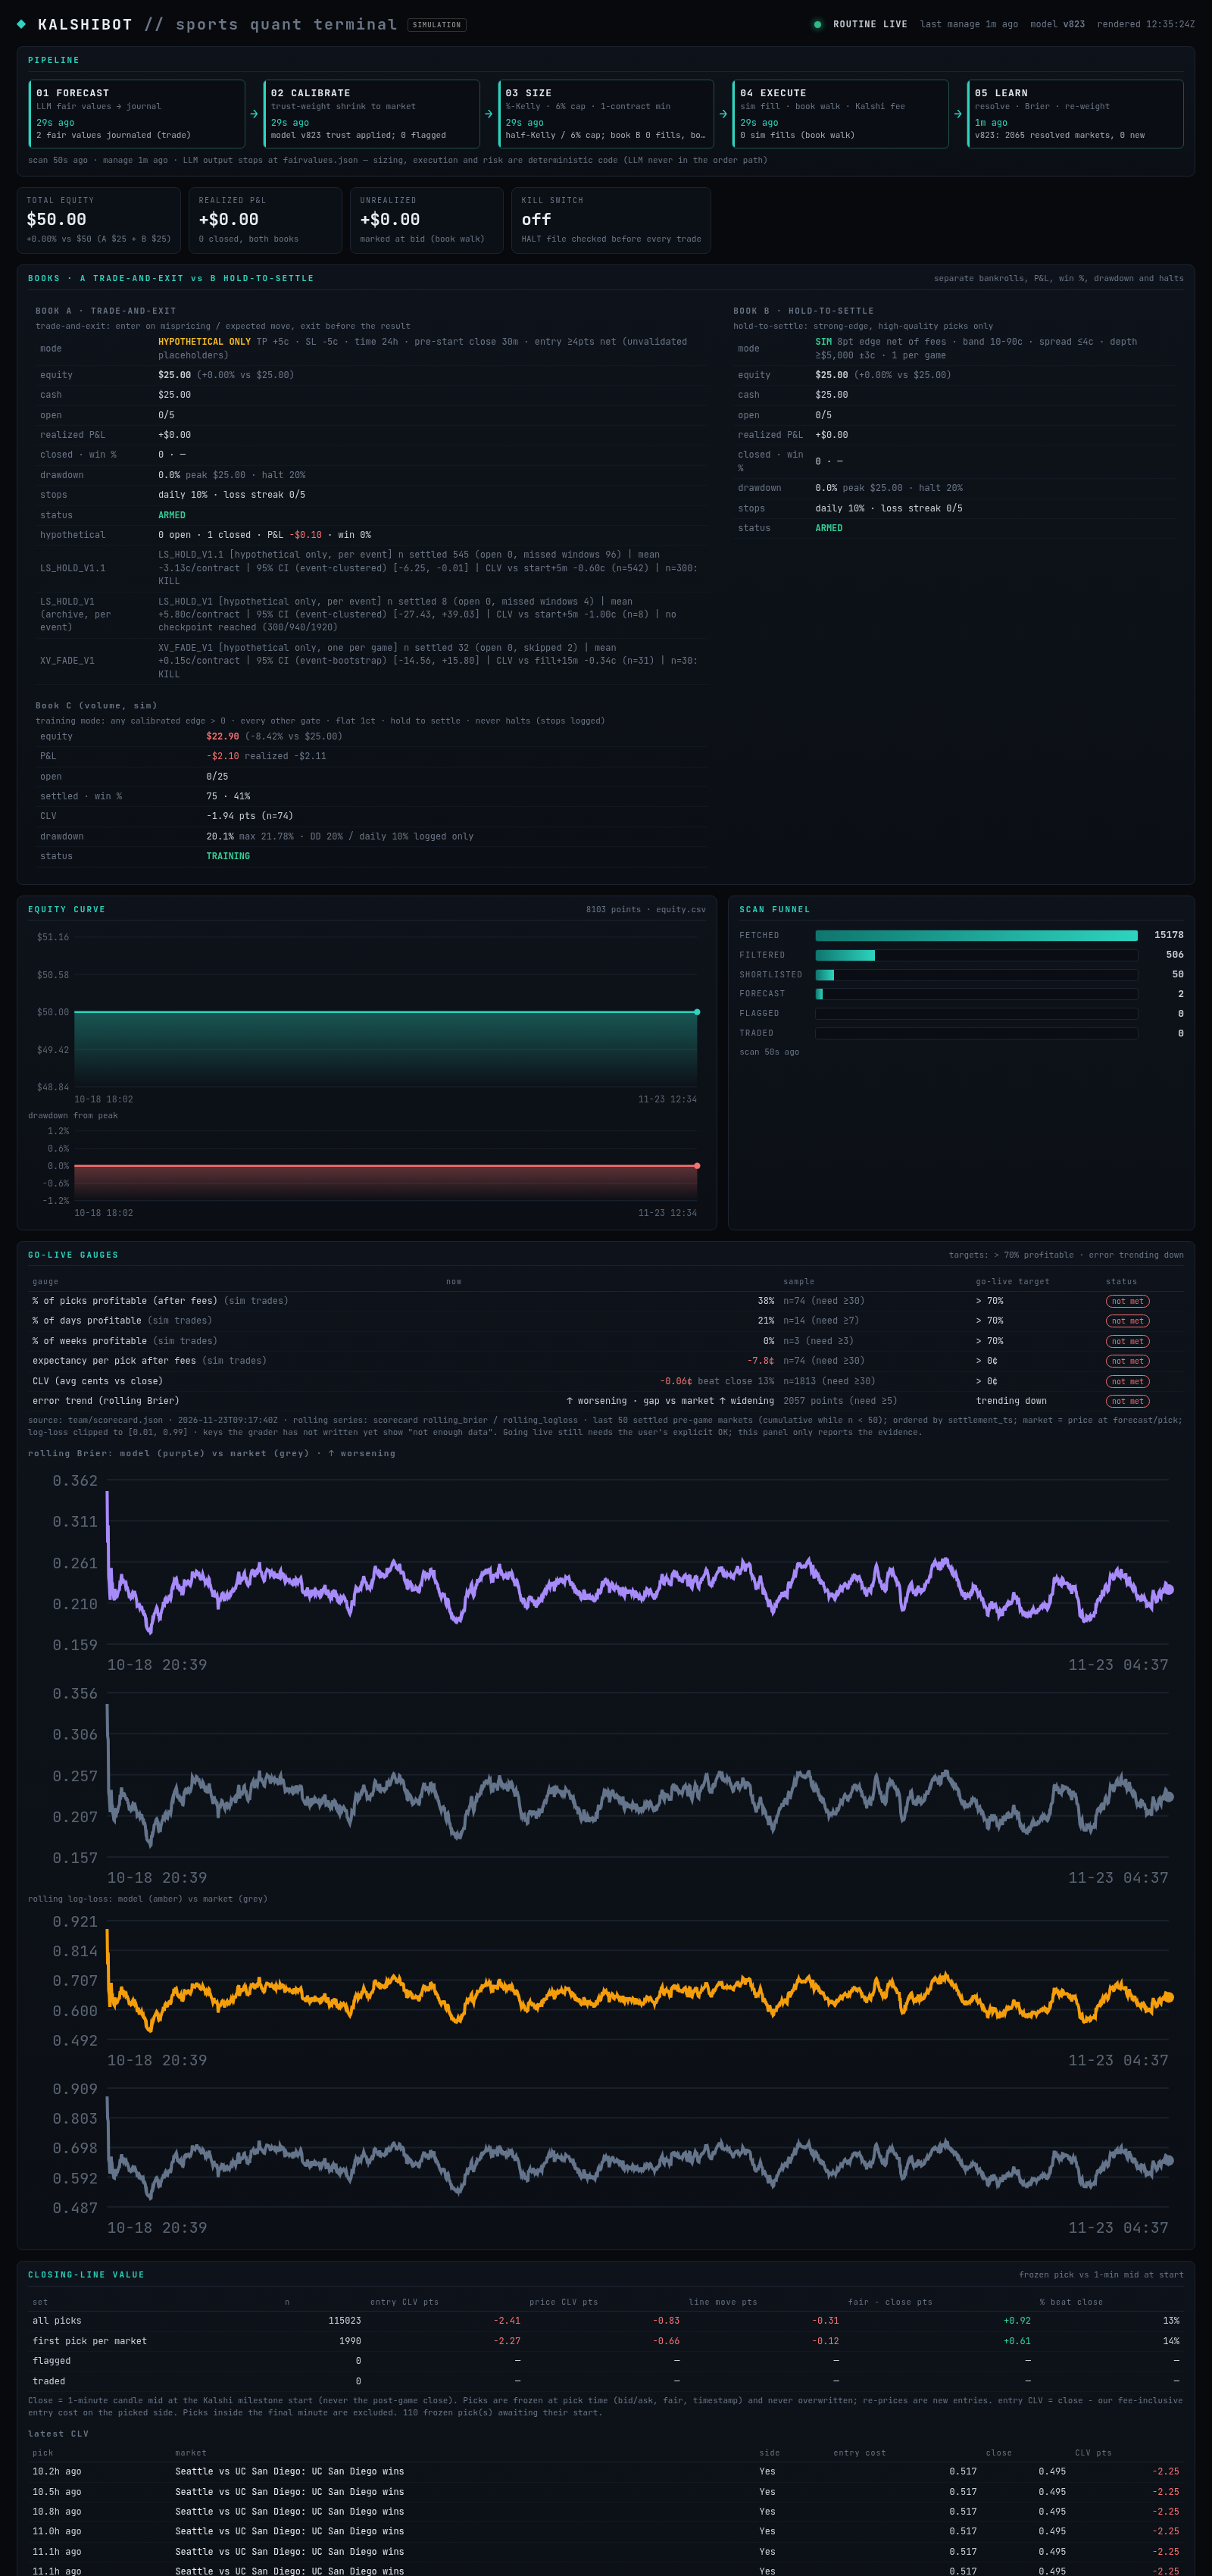 ◆ KALSHIBOT // sports quant terminal SIMULATION
ROUTINE LIVE last manage 1m ago model v823 rendered 12:35:24Z
PIPELINE
01 FORECAST
LLM fair values → journal
29s ago
2 fair values journaled (trade)
→
02 CALIBRATE
trust-weight shrink to market
29s ago
model v823 trust applied; 0 flagged
→
03 SIZE
½-Kelly · 6% cap · 1-contract min
29s ago
half-Kelly / 6% cap; book B 0 fills, bo…
→
04 EXECUTE
sim fill · book walk · Kalshi fee
29s ago
0 sim fills (book walk)
→
05 LEARN
resolve · Brier · re-weight
1m ago
v823: 2065 resolved markets, 0 new
scan 50s ago · manage 1m ago · LLM output stops at fairvalues.json — sizing, execution and risk are deterministic code (LLM never in the order path)
TOTAL EQUITY
$50.00
+0.00% vs $50 (A $25 + B $25)
REALIZED P&L
+$0.00
0 closed, both books
UNREALIZED
+$0.00
marked at bid (book walk)
KILL SWITCH
off
HALT file checked before every trade
BOOKS · A TRADE-AND-EXIT vs B HOLD-TO-SETTLE
separate bankrolls, P&L, win %, drawdown and halts
BOOK A · TRADE-AND-EXIT
trade-and-exit: enter on mispricing / expected move, exit before the result
mode HYPOTHETICAL ONLY TP +5c · SL -5c · time 24h · pre-start close 30m · entry ≥4pts net (unvalidated
placeholders)
equity $25.00 (+0.00% vs $25.00)
cash $25.00
open 0/5
realized P&L +$0.00
closed · win % 0 · —
drawdown 0.0% peak $25.00 · halt 20%
stops daily 10% · loss streak 0/5
status ARMED
hypothetical 0 open · 1 closed · P&L -$0.10 · win 0%
LS_HOLD_V1.1 LS_HOLD_V1.1 [hypothetical only, per event] n settled 545 (open 0, missed windows 96) | mean
-3.13c/contract | 95% CI (event-clustered) [-6.25, -0.01] | CLV vs start+5m -0.60c (n=542) | n=300:
KILL
LS_HOLD_V1 (archive, per event) LS_HOLD_V1 [hypothetical only, per event] n settled 8 (open 0, missed windows 4) | mean
+5.80c/contract | 95% CI (event-clustered) [-27.43, +39.03] | CLV vs start+5m -1.00c (n=8) | no
checkpoint reached (300/940/1920)
XV_FADE_V1 XV_FADE_V1 [hypothetical only, one per game] n settled 32 (open 0, skipped 2) | mean
+0.15c/contract | 95% CI (event-bootstrap) [-14.56, +15.80] | CLV vs fill+15m -0.34c (n=31) | n=30:
KILL
BOOK B · HOLD-TO-SETTLE
hold-to-settle: strong-edge, high-quality picks only
mode SIM 8pt edge net of fees · band 10-90c · spread ≤4c · depth
≥$5,000 ±3c · 1 per game
equity $25.00 (+0.00% vs $25.00)
cash $25.00
open 0/5
realized P&L +$0.00
closed · win % 0 · —
drawdown 0.0% peak $25.00 · halt 20%
stops daily 10% · loss streak 0/5
status ARMED
Book C (volume, sim)
training mode: any calibrated edge > 0 · every other gate · flat 1ct · hold to settle · never halts (stops logged)
equity $22.90 (-8.42% vs $25.00)
P&L -$2.10 realized -$2.11
open 0/25
settled · win % 75 · 41%
CLV -1.94 pts (n=74)
drawdown 20.1% max 21.78% · DD 20% / daily 10% logged only
status TRAINING
EQUITY CURVE
8103 points · equity.csv
$51.16
$50.58
$50.00
$49.42
$48.84
10-18 18:02 11-23 12:34
drawdown from peak
1.2%
0.6%
0.0%
-0.6%
-1.2%
10-18 18:02 11-23 12:34
SCAN FUNNEL
FETCHED 15178
FILTERED 506
SHORTLISTED 50
FORECAST 2
FLAGGED 0
TRADED 0
scan 50s ago
GO-LIVE GAUGES
targets: > 70% profitable · error trending down
gauge now sample go-live target status
% of picks profitable (after fees) (sim trades) 38% n=74 (need ≥30) > 70% not met
% of days profitable (sim trades) 21% n=14 (need ≥7) > 70% not met
% of weeks profitable (sim trades) 0% n=3 (need ≥3) > 70% not met
expectancy per pick after fees (sim trades) -7.8¢ n=74 (need ≥30) > 0¢ not met
CLV (avg cents vs close) -0.06¢ beat close 13% n=1813 (need ≥30) > 0¢ not met
error trend (rolling Brier) ↑ worsening · gap vs market ↑ widening 2057 points (need ≥5) trending down not met
source: team/scorecard.json · 2026-11-23T09:17:40Z · rolling series: scorecard rolling_brier / rolling_logloss · last 50 settled pre-game markets (cumulative while n < 50); ordered by settlement_ts; market = price at forecast/pick;
log-loss clipped to [0.01, 0.99] · keys the grader has not written yet show "not enough data". Going live still needs the user's explicit OK; this panel only reports the evidence.
rolling Brier: model (purple) vs market (grey) · ↑ worsening
0.362
0.311
0.261
0.210
0.159
10-18 20:39 11-23 04:37
0.356
0.306
0.257
0.207
0.157
10-18 20:39 11-23 04:37
rolling log-loss: model (amber) vs market (grey)
0.921
0.814
0.707
0.600
0.492
10-18 20:39 11-23 04:37
0.909
0.803
0.698
0.592
0.487
10-18 20:39 11-23 04:37
CLOSING-LINE VALUE
frozen pick vs 1-min mid at start
set n entry CLV pts price CLV pts line move pts fair - close pts % beat close
all picks 115023 -2.41 -0.83 -0.31 +0.92 13%
first pick per market 1990 -2.27 -0.66 -0.12 +0.61 14%
flagged 0 — — — — —
traded 0 — — — — —
Close = 1-minute candle mid at the Kalshi milestone start (never the post-game close). Picks are frozen at pick time (bid/ask, fair, timestamp) and never overwritten; re-prices are new entries. entry CLV = close - our fee-inclusive
entry cost on the picked side. Picks inside the final minute are excluded. 110 frozen pick(s) awaiting their start.
latest CLV
pick market side entry cost close CLV pts
10.2h ago Seattle vs UC San Diego: UC San Diego wins Yes 0.517 0.495 -2.25
10.5h ago Seattle vs UC San Diego: UC San Diego wins Yes 0.517 0.495 -2.25
10.8h ago Seattle vs UC San Diego: UC San Diego wins Yes 0.517 0.495 -2.25
11.0h ago Seattle vs UC San Diego: UC San Diego wins Yes 0.517 0.495 -2.25
11.1h ago Seattle vs UC San Diego: UC San Diego wins Yes 0.517 0.495 -2.25
11.1h ago Seattle vs UC San Diego: UC San Diego wins Yes 0.517 0.495 -2.25